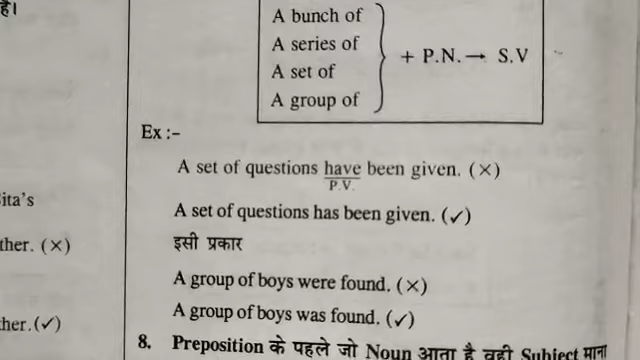 है।
A bunch of
A series of
A set of
A group of
+ P.N. → S.V
Ex :-
A set of questions have been given. (×)
P.V.
ita's
A set of questions has been given. (✓)
ther. (×)
इसी प्रकार
A group of boys were found. (×)
A group of boys was found. (✓)
her. (✓)
8. Preposition के पहले जो Noun आता है वही Subject माना